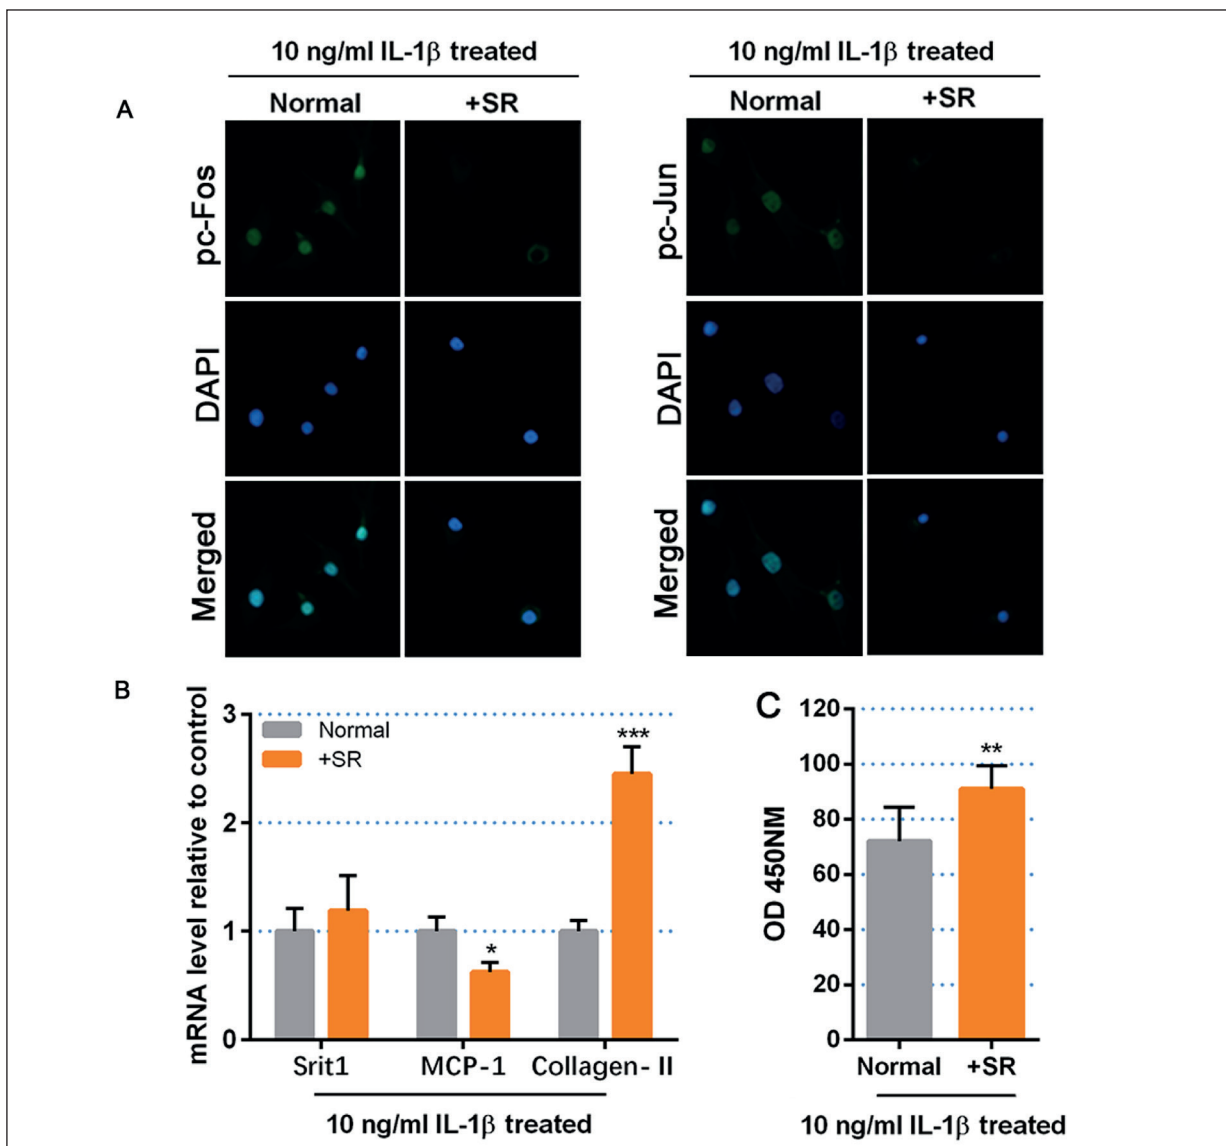 10 ng/ml IL-1β treated
10 ng/ml IL-1β treated
A
Normal
+SR
Normal
+SR
pc-Fos
pc-Jun
DAPI
DAPI
Merged
Merged
B
mRNA level relative to control
3
2
1
0
Normal
+SR
*
***
Srit1
MCP-1
Collagen- II
10 ng/ml IL-1β treated
C
OD 450NM
120
100
80
60
40
20
0
**
Normal
+SR
10 ng/ml IL-1β treated